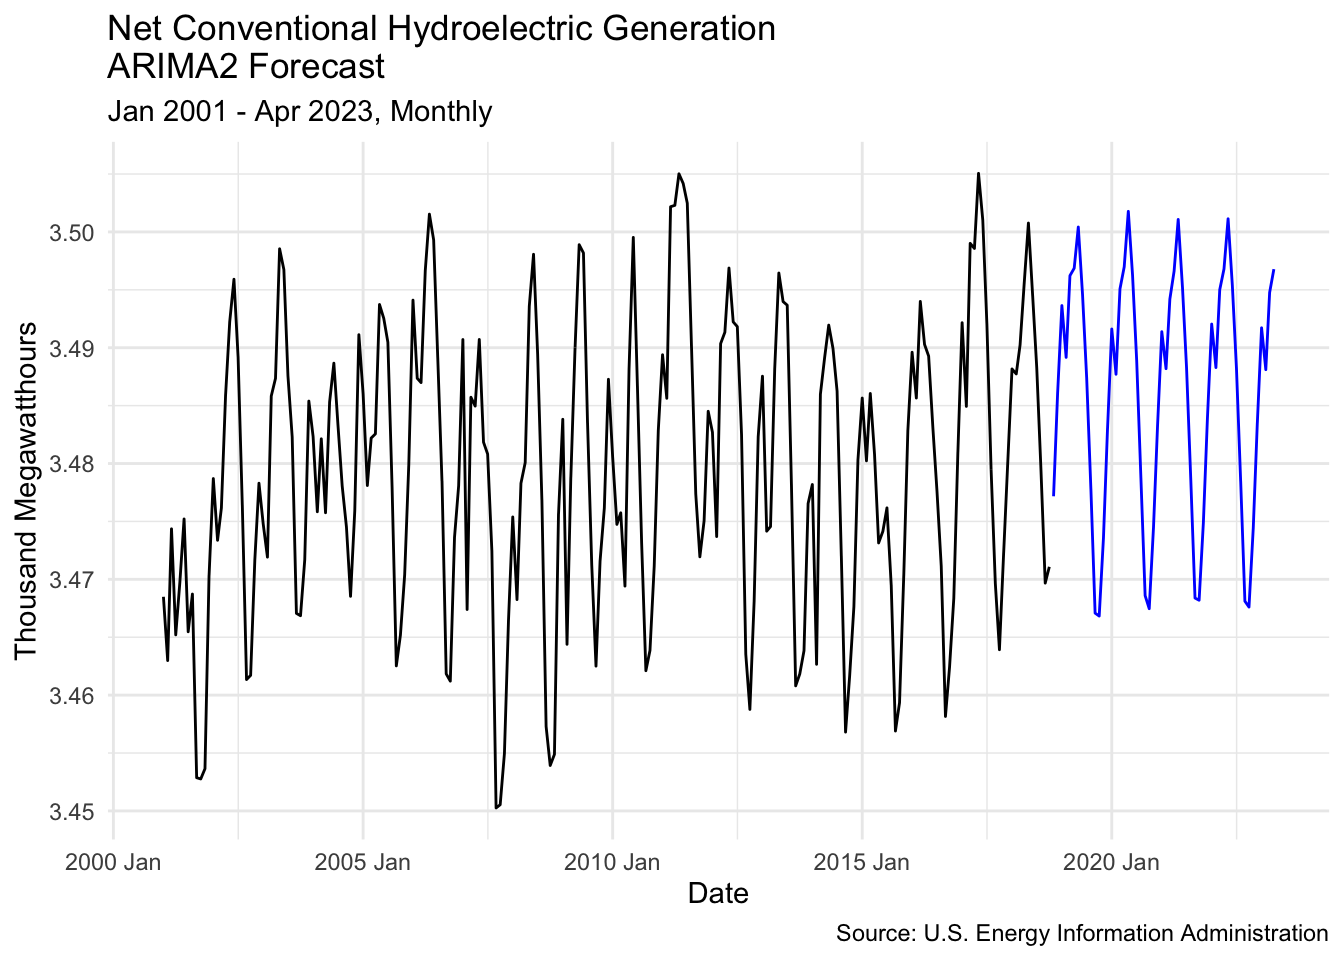 Net Conventional Hydroelectric Generation
ARIMA2 Forecast
Jan 2001 - Apr 2023, Monthly
Thousand Megawatthours
3.50
3.49
3.48
3.47
3.46
3.45
2000 Jan
2005 Jan
2010 Jan
2015 Jan
2020 Jan
Date
Source: U.S. Energy Information Administration